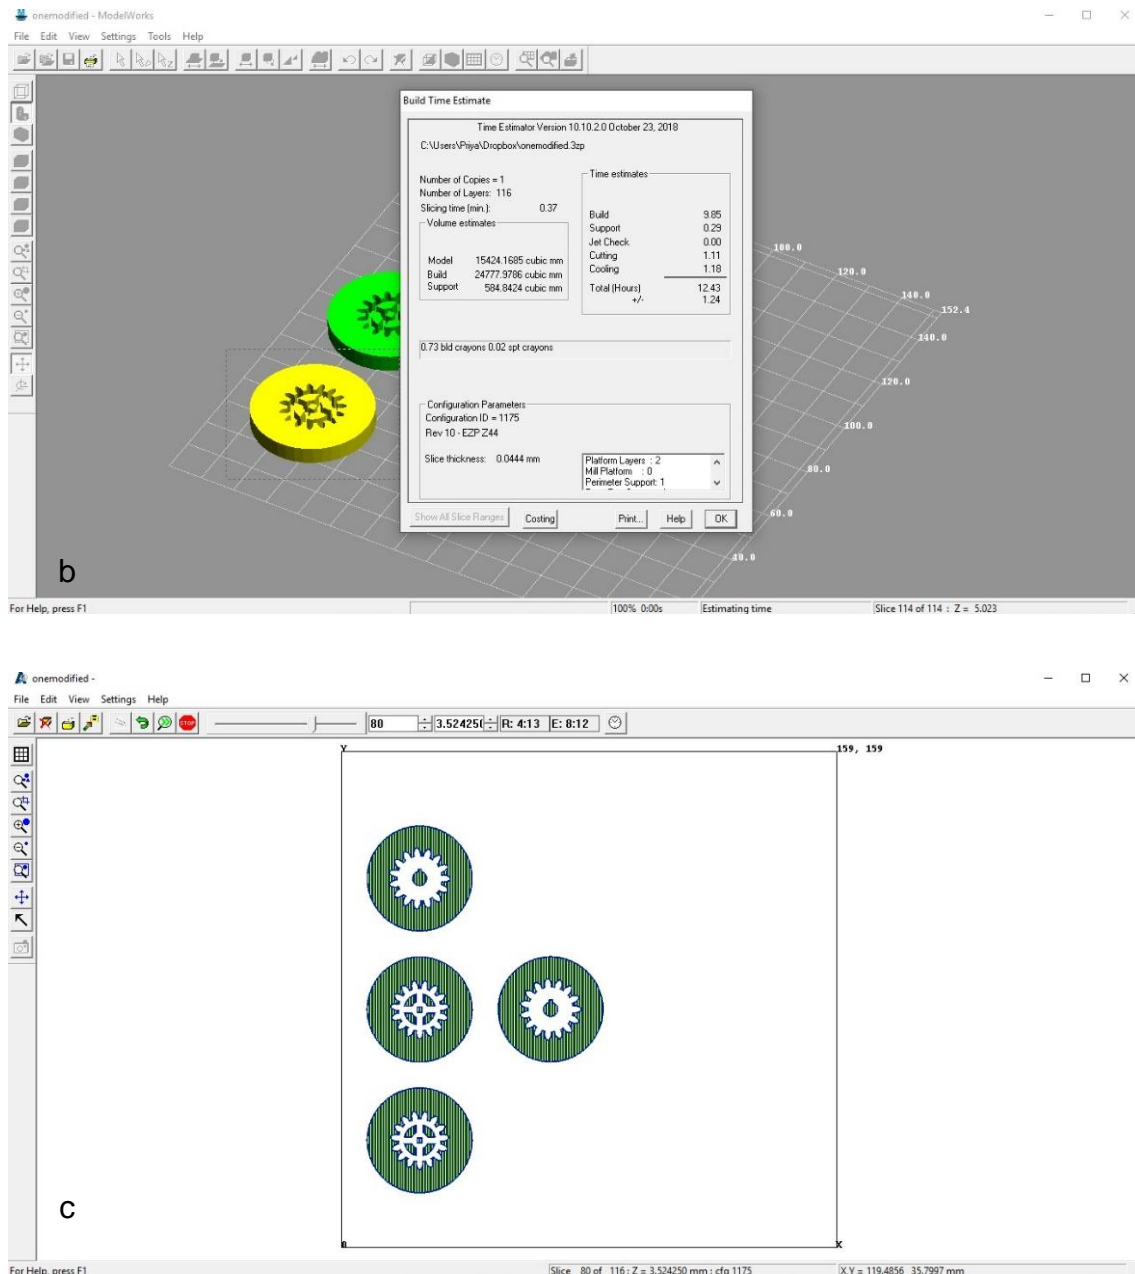 onemodified - ModelWorks
File Edit View Settings Tools Help
Build Time Estimate
Time Estimator Version 10.10.2.0 October 23, 2018
C:\Users\Priya\Dropbox\onemodified.3zp
Number of Copies = 1
Number of Layers: 116
Slicing time (min.): 0.37
Volume estimates
Model 15424.1685 cubic mm
Build 24777.9786 cubic mm
Support 584.8424 cubic mm
Time estimates
Build 9.85
Support 0.29
Jet Check 0.00
Cutting 1.11
Cooling 1.18
Total (Hours) 12.43
+/- 1.24
0.73 bld crayons 0.02 spt crayons
Configuration Parameters
Configuration ID = 1175
Rev 10 - EZP Z44
Slice thickness: 0.0444 mm
Platform Layers : 2
Mill Platform : 0
Perimeter Support: 1
Show All Slice Ranges Costing Print... Help OK
100.0
120.0
140.0
152.4
140.0
120.0
100.0
80.0
60.0
40.0
b
For Help, press F1 100% 0:00s Estimating time Slice 114 of 114 : Z = 5.023
onemodified -
File Edit View Settings Help
STOP 80 3.524250 R: 4:13 E: 8:12
Y 159, 159
c
0 X
For Help, press F1 Slice 80 of 116 : Z = 3.524250 mm : cfg 1175 X,Y = 119.4856 35.7997 mm